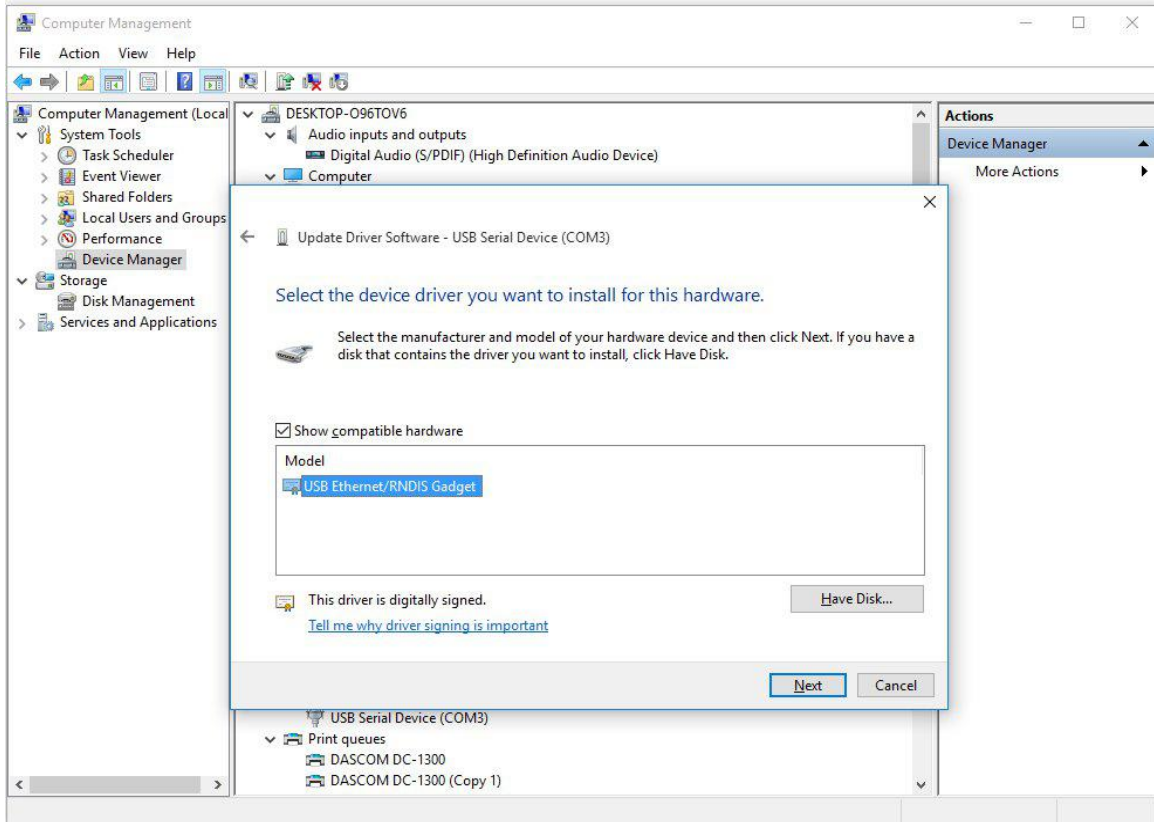 Computer Management
File Action View Help
Computer Management (Local
System Tools
Task Scheduler
Event Viewer
Shared Folders
Local Users and Groups
Performance
Device Manager
Storage
Disk Management
Services and Applications
DESKTOP-O96TOV6
Audio inputs and outputs
Digital Audio (S/PDIF) (High Definition Audio Device)
Computer
Update Driver Software - USB Serial Device (COM3)
Select the device driver you want to install for this hardware.
Select the manufacturer and model of your hardware device and then click Next. If you have a
disk that contains the driver you want to install, click Have Disk.
Show compatible hardware
Model
USB Ethernet/RNDIS Gadget
This driver is digitally signed.
Have Disk...
Tell me why driver signing is important
Next Cancel
USB Serial Device (COM3)
Print queues
DASCOM DC-1300
DASCOM DC-1300 (Copy 1)
Actions
Device Manager
More Actions